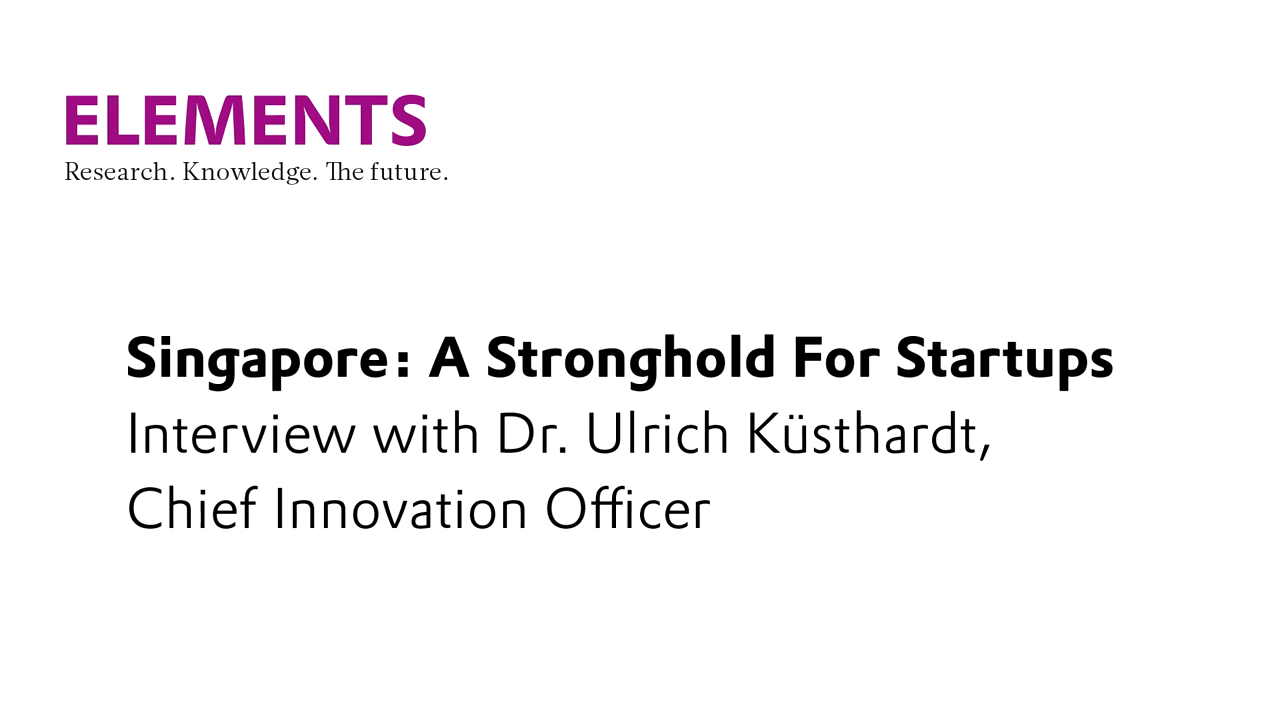 ELEMENTS
Research. Knowledge. The future.
Singapore: A Stronghold For Startups
Interview with Dr. Ulrich Küsthardt,
Chief Innovation Officer